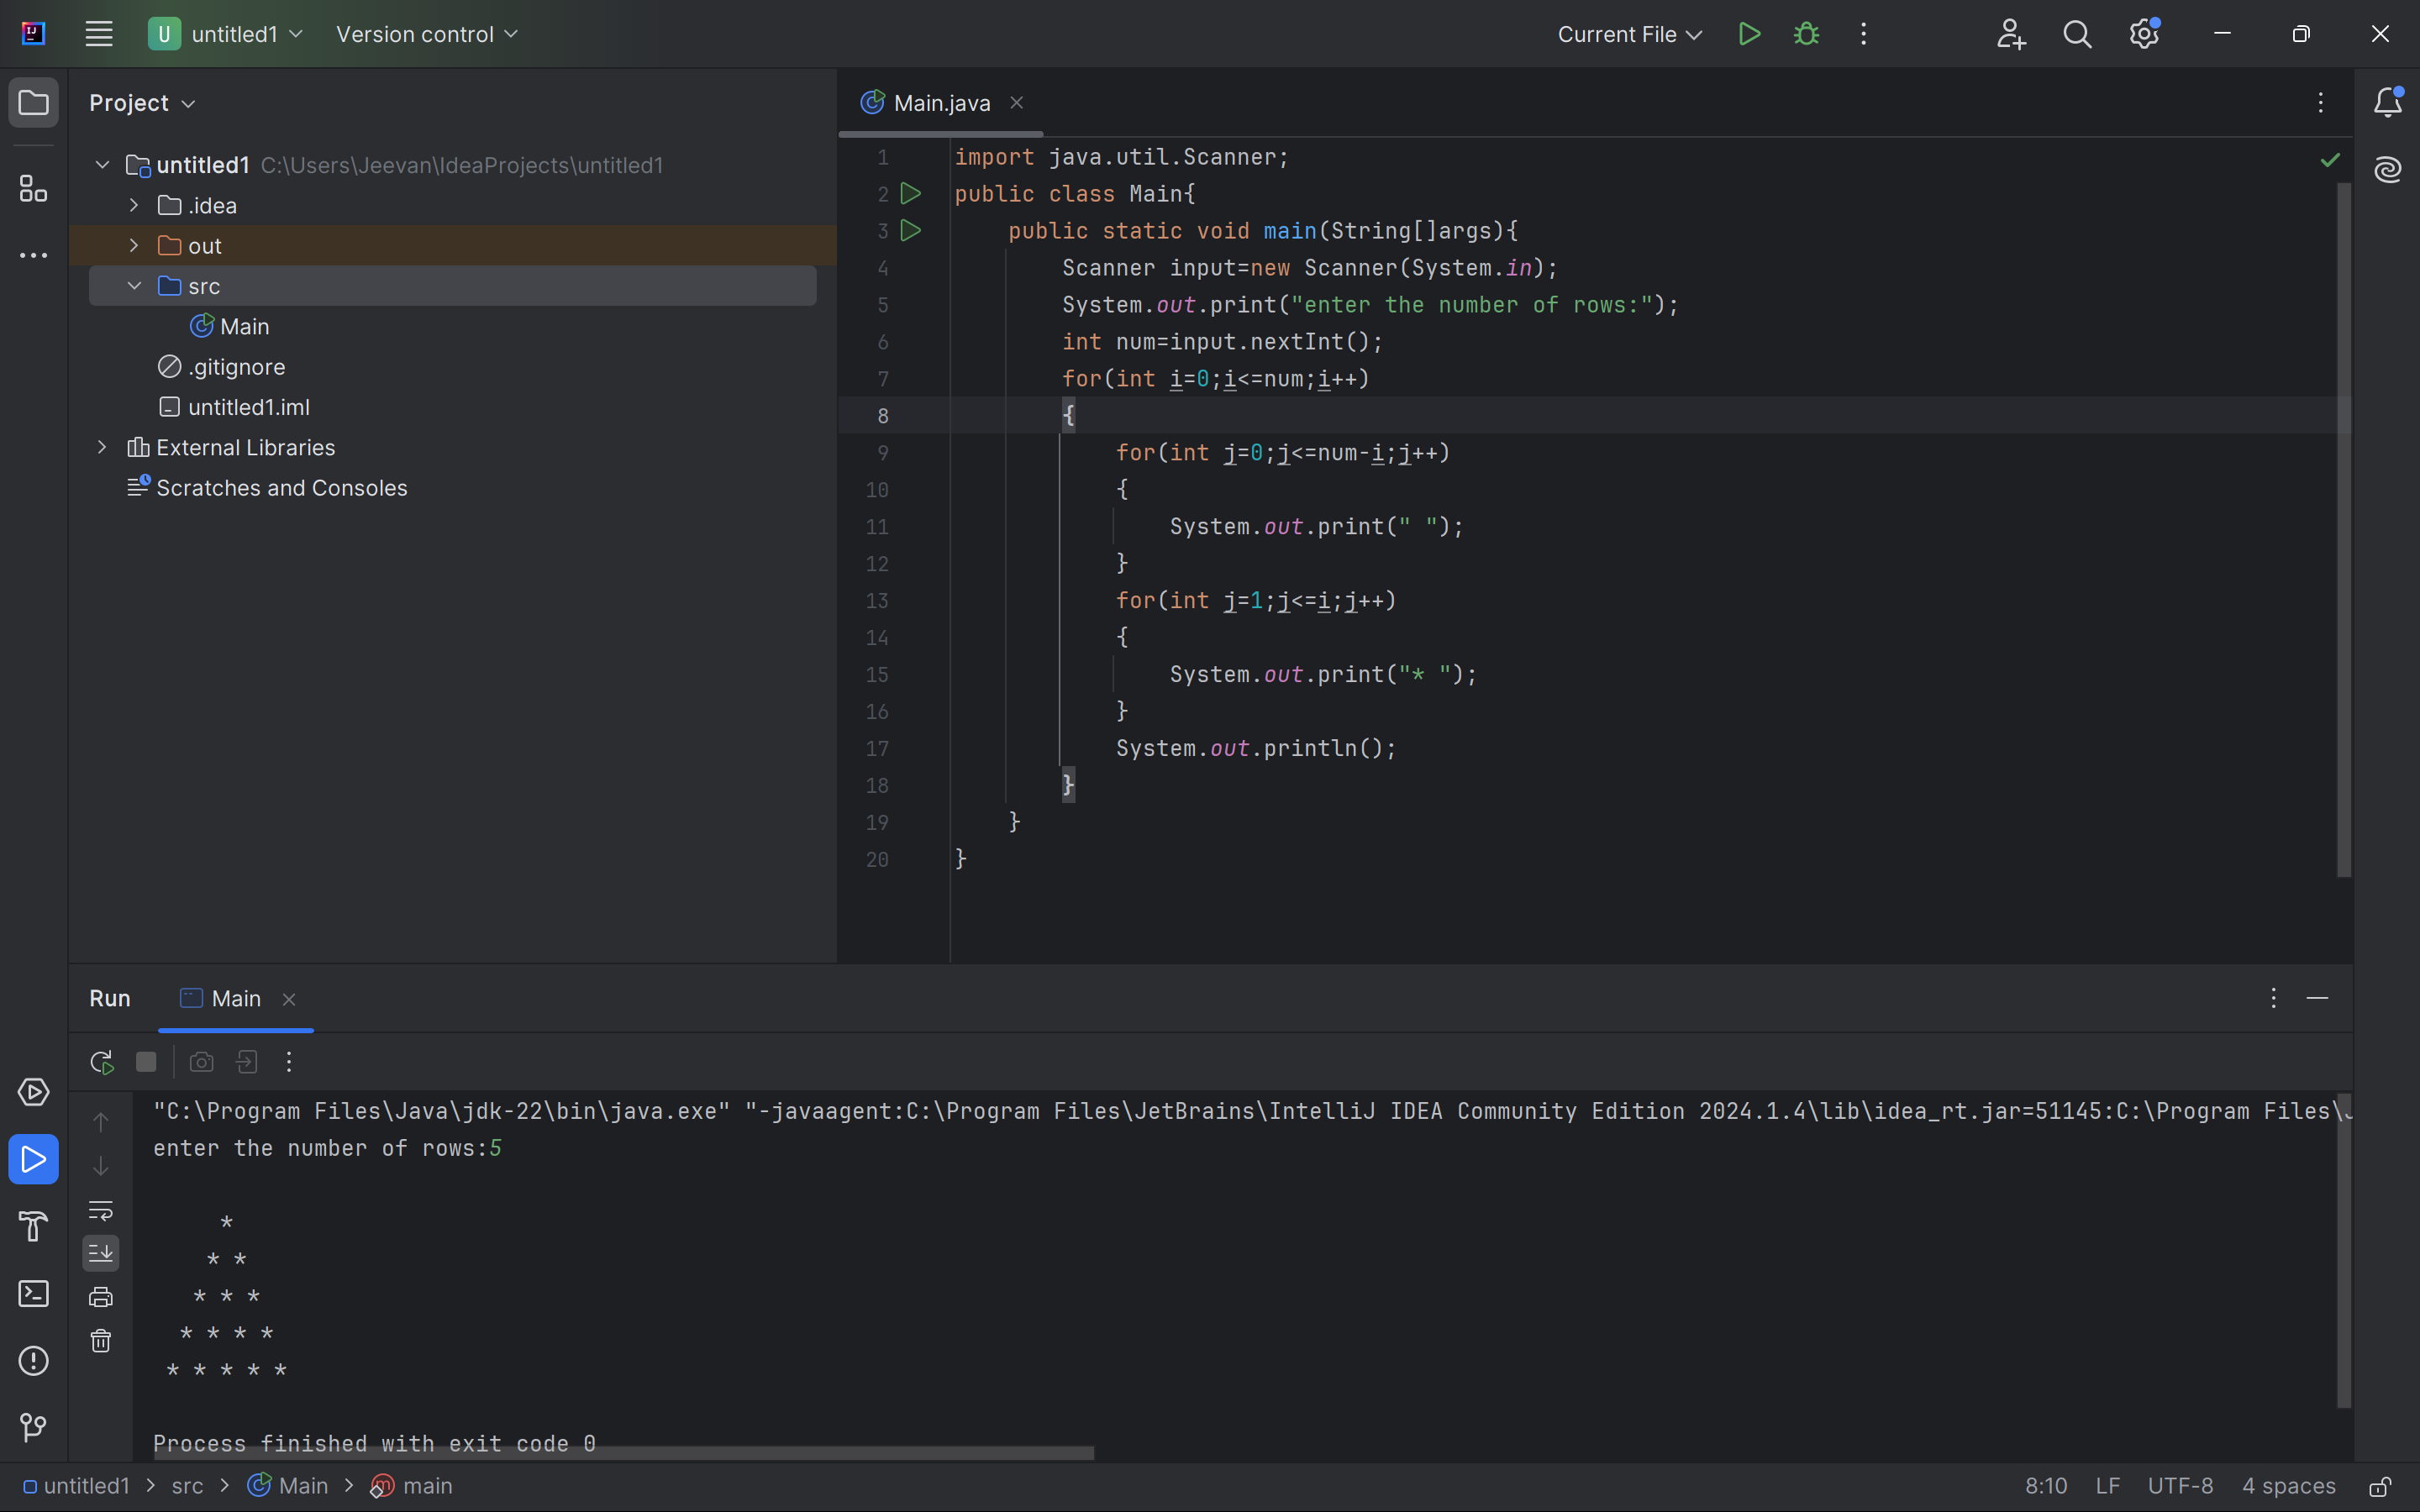 U untitled1 Version control Current File
Project
untitled1 C:\Users\Jeevan\IdeaProjects\untitled1
.idea
out
src
Main
.gitignore
untitled1.iml
External Libraries
Scratches and Consoles
Main.java
1 import java.util.Scanner;
2 public class Main{
3     public static void main(String[]args){
4         Scanner input=new Scanner(System.in);
5         System.out.print("enter the number of rows:");
6         int num=input.nextInt();
7         for(int i=0;i<=num;i++)
8         {
9             for(int j=0;j<=num-i;j++)
10             {
11                 System.out.print(" ");
12             }
13             for(int j=1;j<=i;j++)
14             {
15                 System.out.print("* ");
16             }
17             System.out.println();
18         }
19     }
20 }
Run Main
"C:\Program Files\Java\jdk-22\bin\java.exe" "-javaagent:C:\Program Files\JetBrains\IntelliJ IDEA Community Edition 2024.1.4\lib\idea_rt.jar=51145:C:\Program Files\J
enter the number of rows:5
     *
    * *
   * * *
  * * * *
 * * * * *
Process finished with exit code 0
untitled1 > src > Main > main 8:10 LF UTF-8 4 spaces